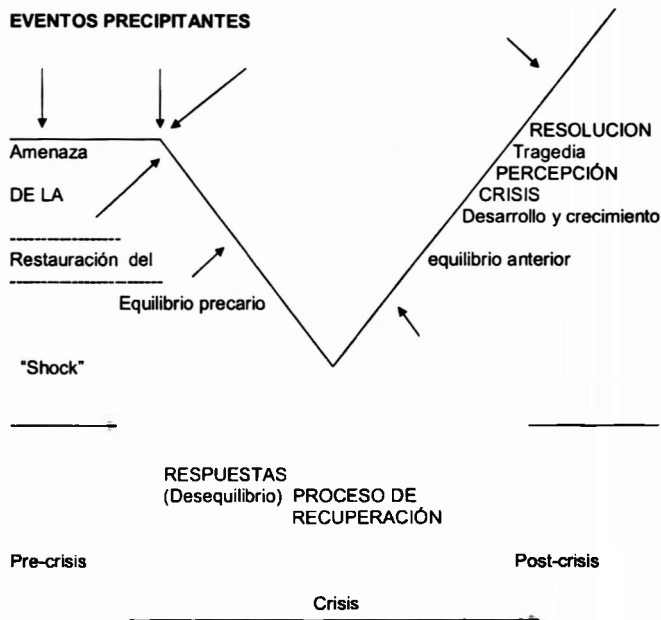 EVENTOS PRECIPITANTES
RESOLUCION
Amenaza
Tragedia
PERCEPCIÓN
DE LA
CRISIS
Desarrollo y crecimiento
Restauración del
equilibrio anterior
Equilibrio precario
"Shock"
RESPUESTAS
(Desequilibrio) PROCESO DE
RECUPERACIÓN
Pre-crisis
Post-crisis
Crisis